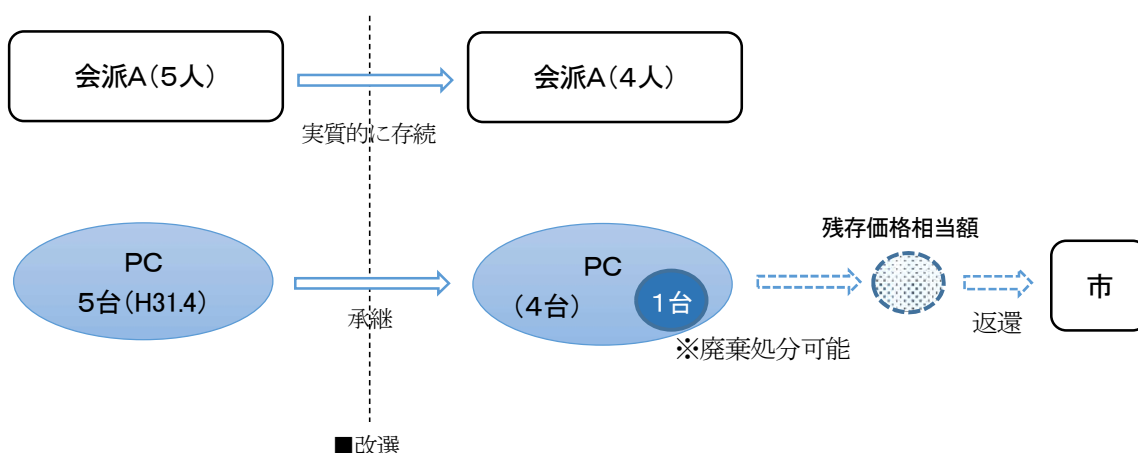 会派A(5人)
会派A(4人)
実質的に存続
残存価格相当額
PC
5台(H31.4)
PC
(4台)
1台
市
承継
返還
※廃棄処分可能
■改選